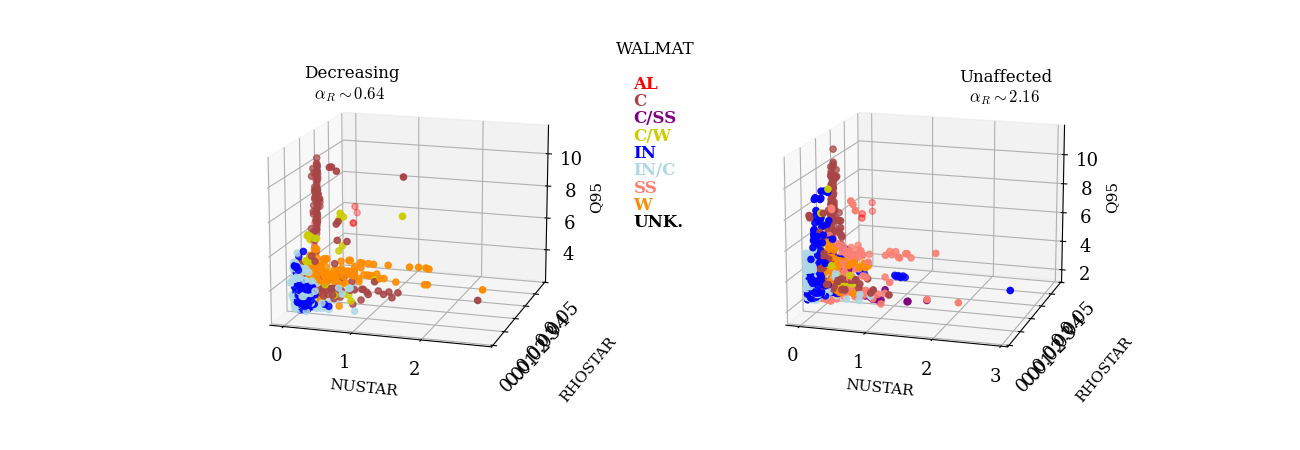 WALMAT
Decreasing
α_R ~ 0.64
Unaffected
α_R ~ 2.16
AL
C
C/SS
C/W
IN
IN/C
SS
W
UNK.
10
8
6
4
Q95
0
1
2
NUSTAR
RHOSTAR
10
8
6
4
2
Q95
0
1
2
3
NUSTAR
RHOSTAR